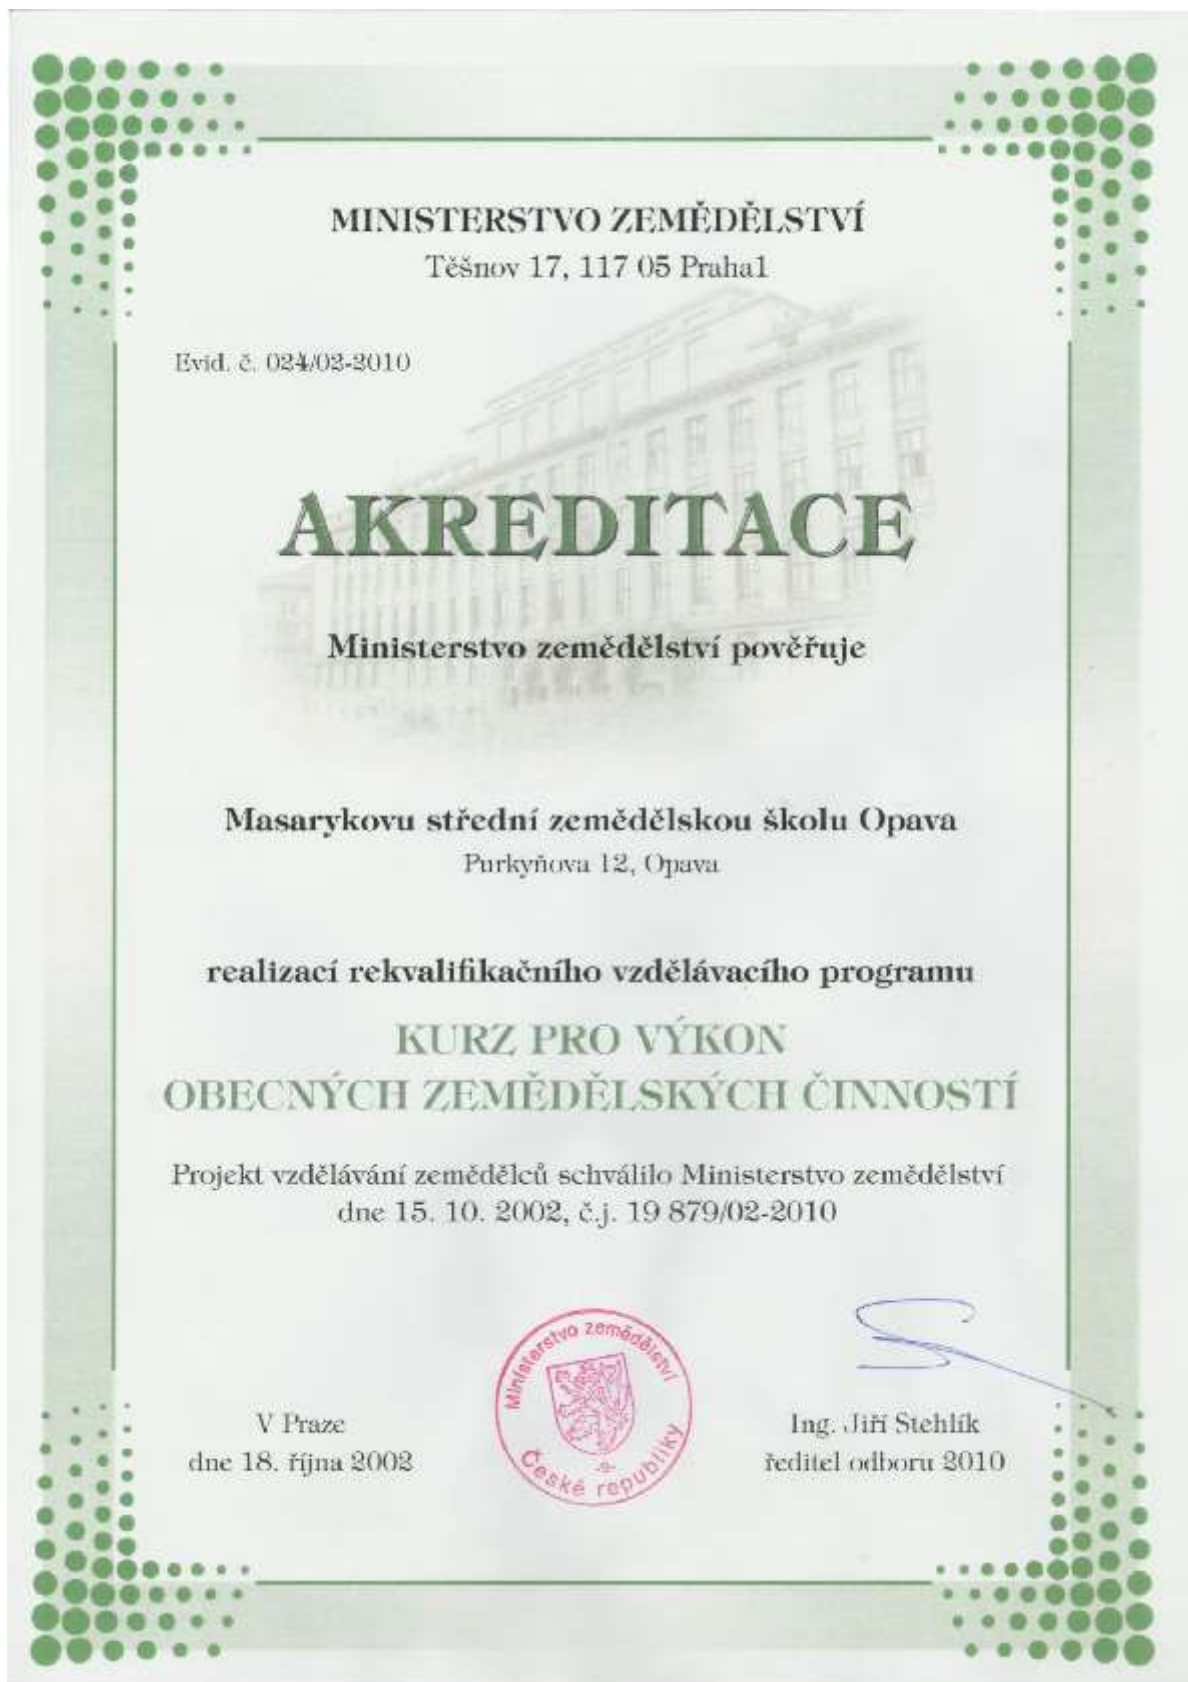 MINISTERSTVO ZEMĚDĚLSTVÍ
Těšnov 17, 117 05 Praha1
Evid. č. 024/02-2010
AKREDITACE
Ministerstvo zemědělství pověřuje
Masarykovu střední zemědělskou školu Opava
Purkyňova 12, Opava
realizací rekvalifikačního vzdělávacího programu
KURZ PRO VÝKON
OBECNÝCH ZEMĚDĚLSKÝCH ČINNOSTÍ
Projekt vzdělávání zemědělců schválilo Ministerstvo zemědělství
dne 15. 10. 2002, č.j. 19 879/02-2010
Ministerstvo zemědělství
České republiky
-9-
V Praze
dne 18. října 2002
Ing. Jiří Stehlík
ředitel odboru 2010